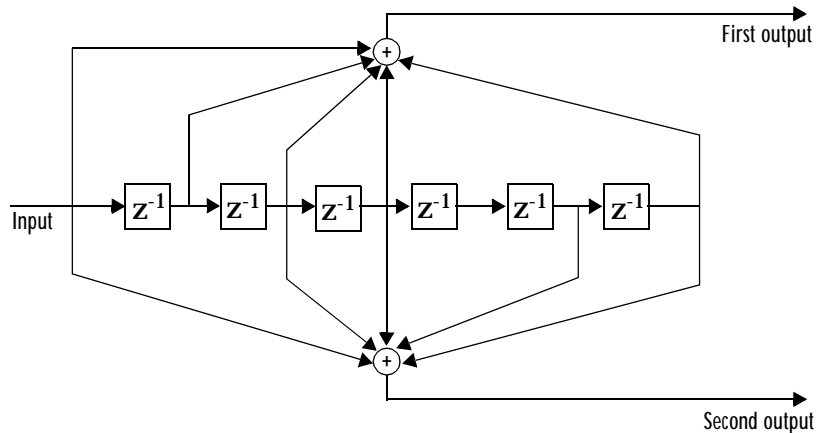 First output
+
Input
z⁻¹ z⁻¹ z⁻¹ z⁻¹ z⁻¹ z⁻¹
+
Second output